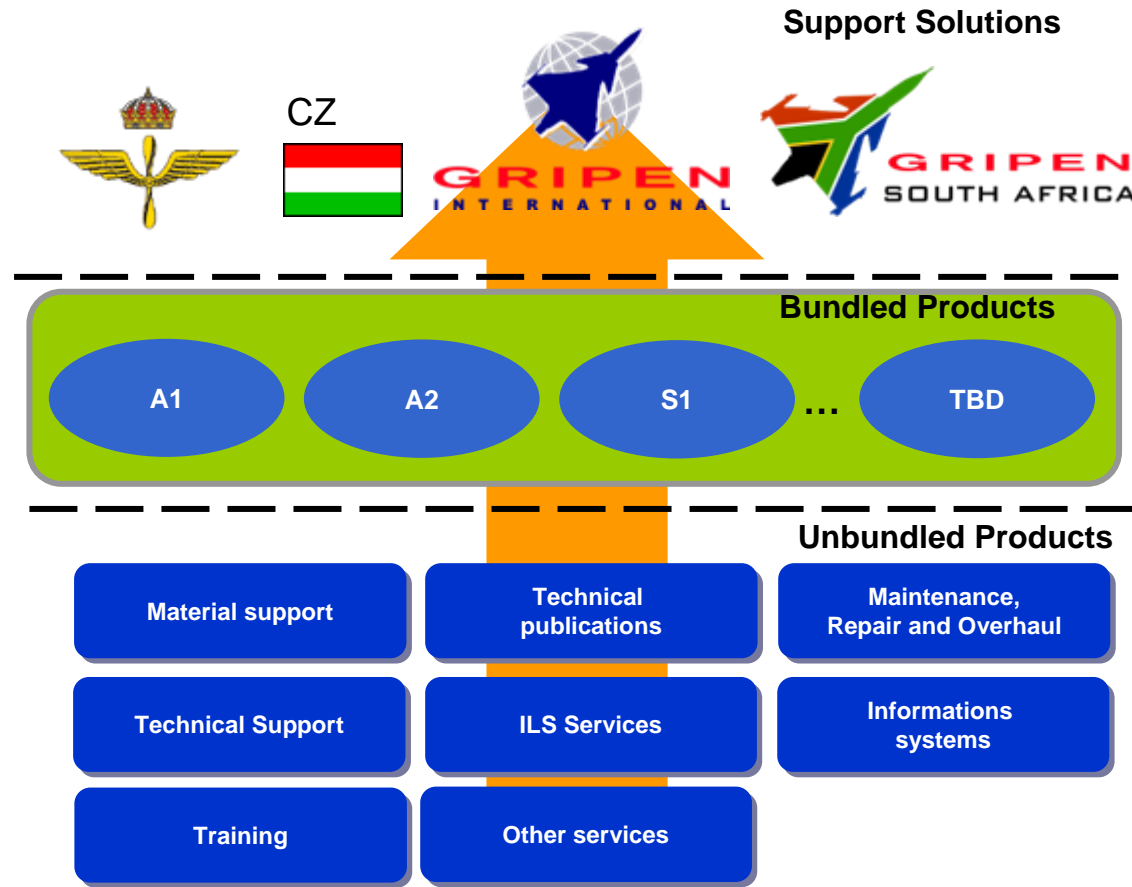 Support Solutions
CZ
GRIPEN
INTERNATIONAL
GRIPEN
SOUTH AFRICA
Bundled Products
A1
A2
S1
...
TBD
Unbundled Products
Material support
Technical
publications
Maintenance,
Repair and Overhaul
Technical Support
ILS Services
Informations
systems
Training
Other services